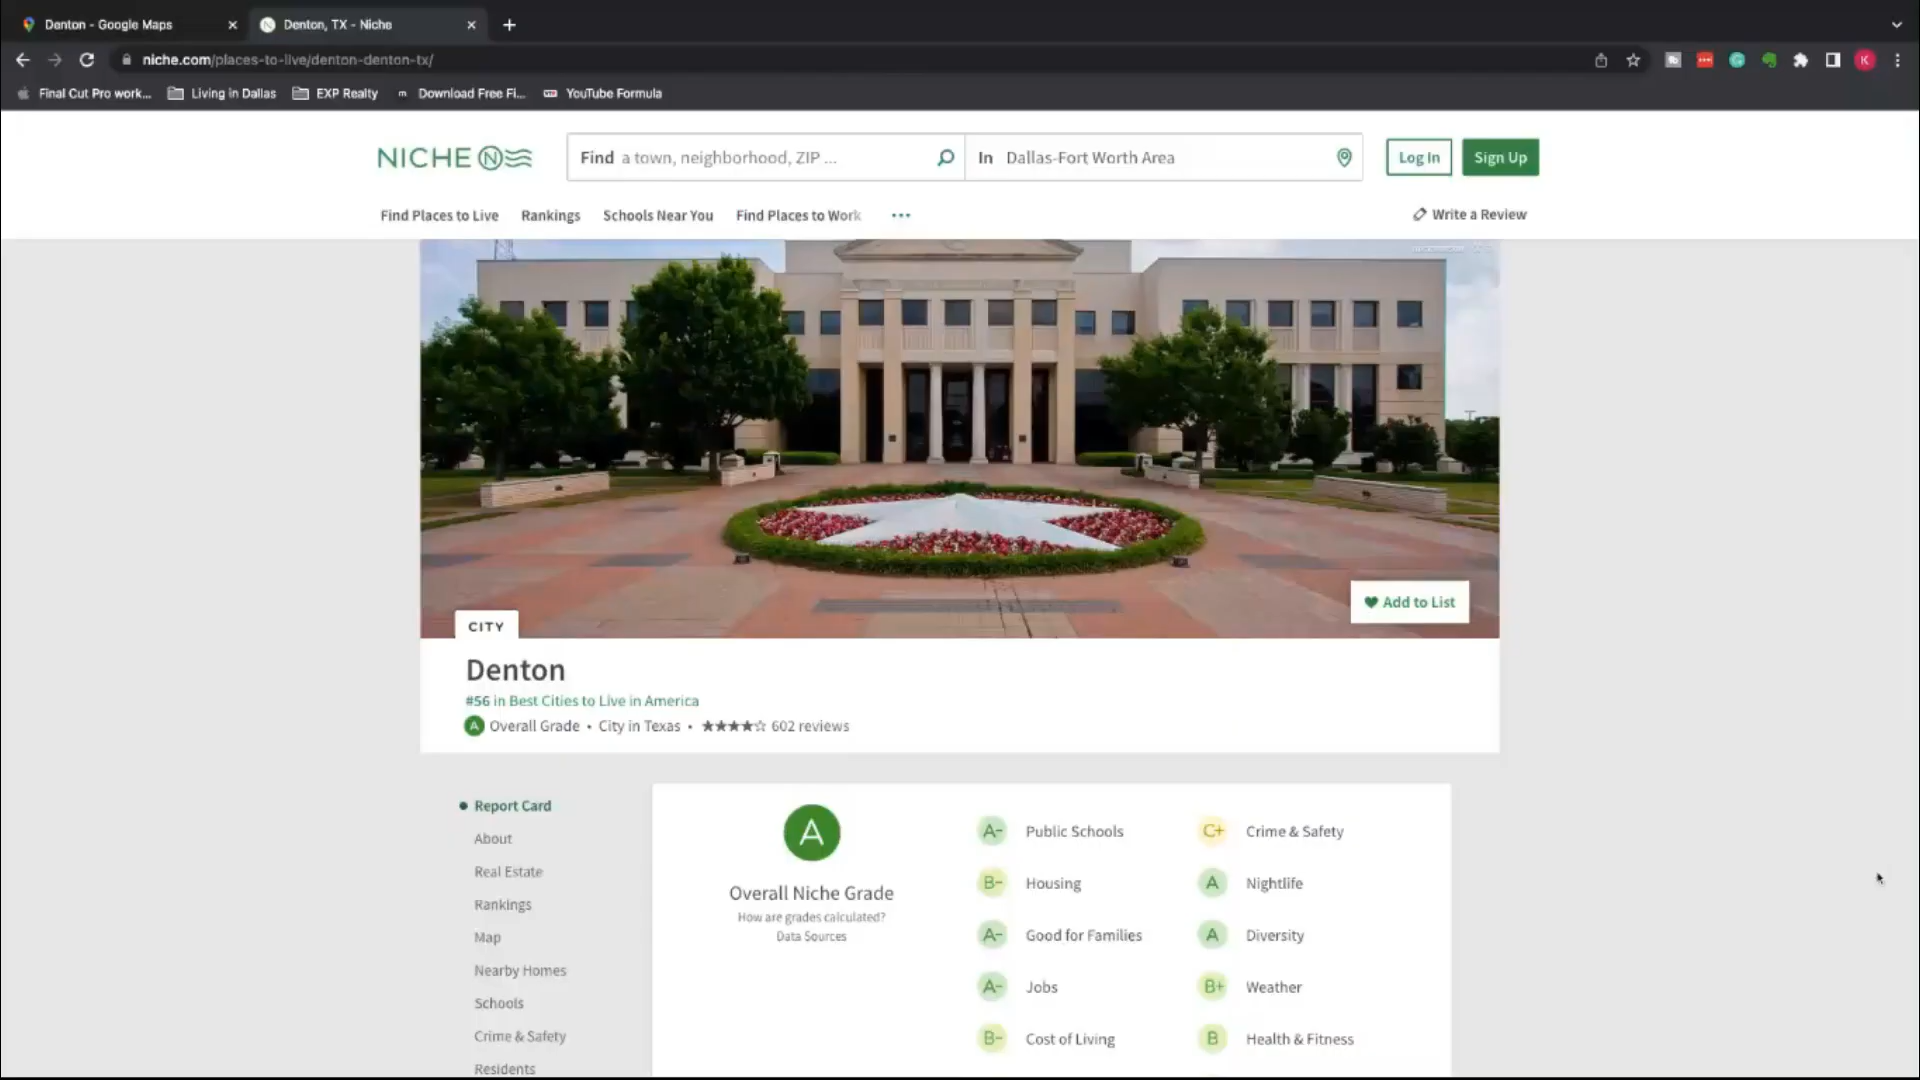 Denton - Google Maps
Denton, TX - Niche
niche.com/places-to-live/denton-denton-tx/
K
Final Cut Pro work...
Living in Dallas
EXP Realty
m Download Free Fi...
YouTube Formula
NICHE N
Find a town, neighborhood, ZIP ...
In Dallas-Fort Worth Area
Log In
Sign Up
Find Places to Live
Rankings
Schools Near You
Find Places to Work
Write a Review
Add to List
CITY
Denton
#56 in Best Cities to Live in America
A Overall Grade • City in Texas • ★★★★☆ 602 reviews
Report Card
About
Real Estate
Rankings
Map
Nearby Homes
Schools
Crime & Safety
Residents
A
Overall Niche Grade
How are grades calculated?
Data Sources
A- Public Schools
B- Housing
A- Good for Families
A- Jobs
B- Cost of Living
C+ Crime & Safety
A Nightlife
A Diversity
B+ Weather
B Health & Fitness